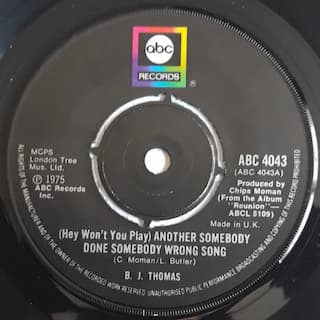 abc
RECORDS
MCPS
London Tree
Mus. Ltd.
℗ 1975
ABC Records
Inc.
ABC 4043
(ABC 4043A)
Produced by
Chips Moman
(From the Album
"Reunion"—
ABCL 5109)
Made in U.K.
(Hey Won't You Play) ANOTHER SOMEBODY
DONE SOMEBODY WRONG SONG
(C. Moman/L. Butler)
B. J. THOMAS
ALL RIGHTS OF THE MANUFACTURER AND OF THE OWNER OF THE RECORDED WORK RESERVED. UNAUTHORISED PUBLIC PERFORMANCE BROADCASTING AND COPYING OF THIS RECORD PROHIBITED